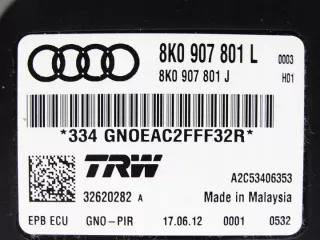 8K0 907 801 L 0003
8K0 907 801 J H01
*334 GN0EAC2FFF32R*
TRW
A2C53406353
32620282 A Made in Malaysia
EPB ECU GNO-PIR 17.06.12 0001 0532